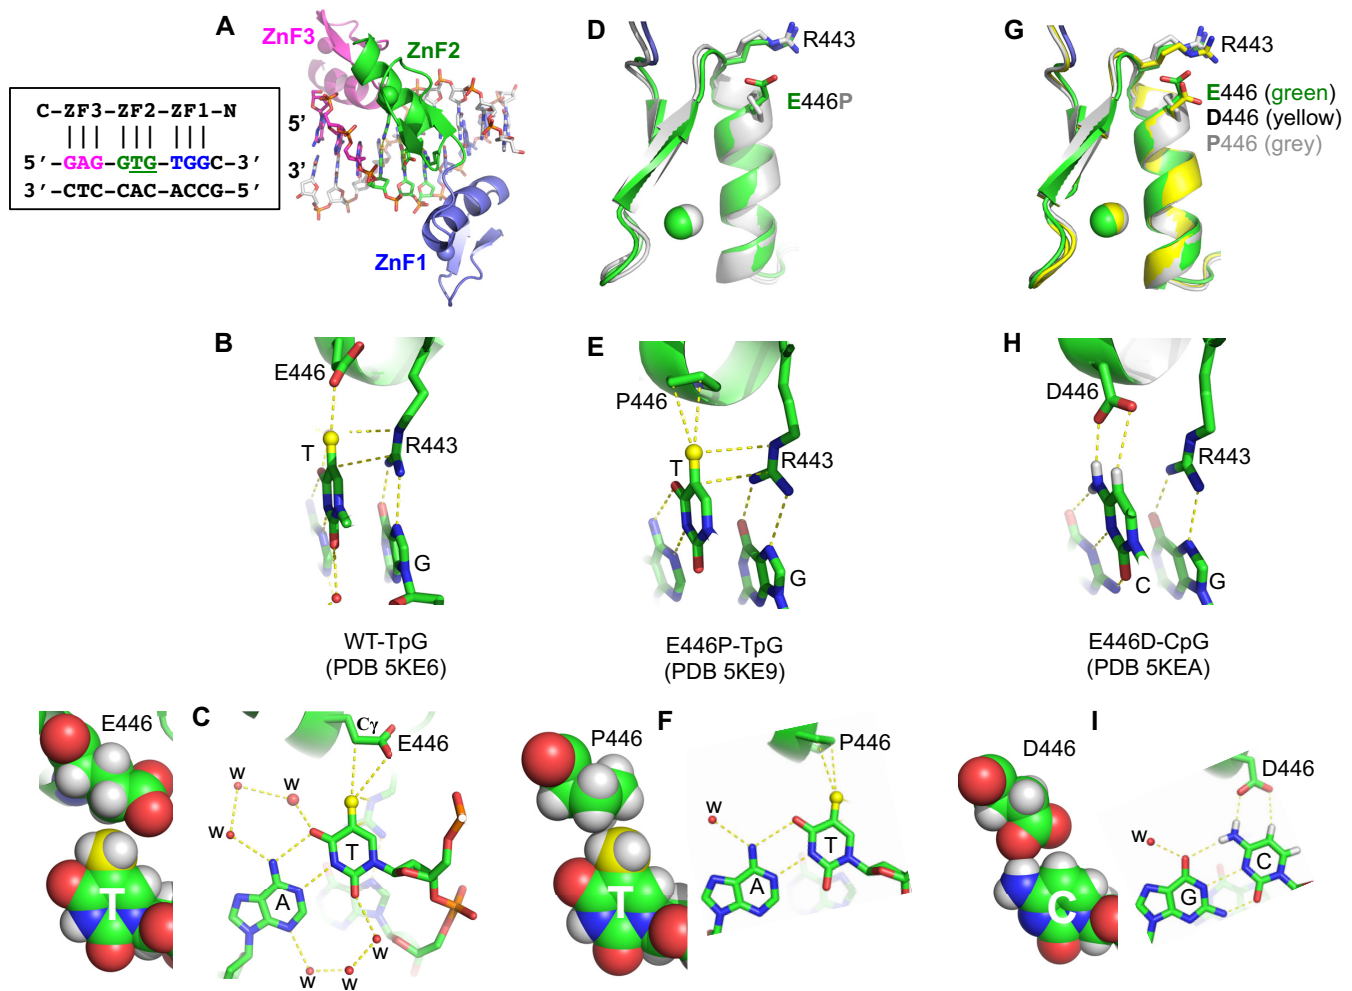 A
ZnF3
ZnF2
5’
3’
ZnF1
C-ZF3-ZF2-ZF1-N
5'-GAG-GTG-TGGC-3'
3'-CTC-CAC-ACCG-5'
D
R443
E446P
G
R443
E446 (green)
D446 (yellow)
P446 (grey)
B
E446
T
R443
G
WT-TpG
(PDB 5KE6)
E
P446
T
R443
G
E446P-TpG
(PDB 5KE9)
H
D446
R443
C
G
E446D-CpG
(PDB 5KEA)
E446
T
C
Cγ
E446
w
w
w
T
A
w
w
w
w
P446
T
F
P446
w
T
A
D446
C
I
D446
w
C
G